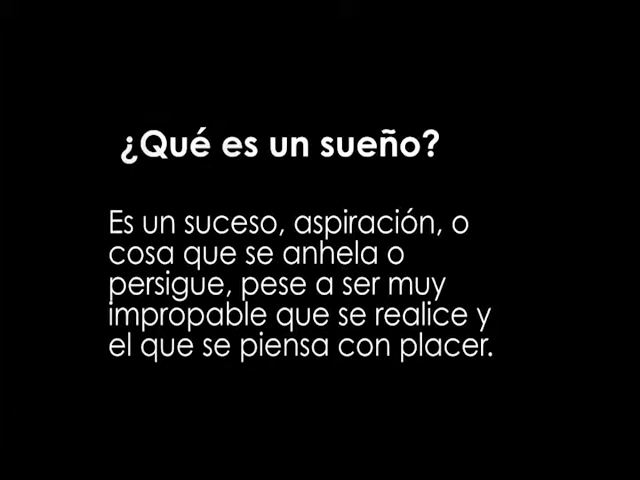 ¿Qué es un sueño?
Es un suceso, aspiración, o
cosa que se anhela o
persigue, pese a ser muy
impropable que se realice y
el que se piensa con placer.